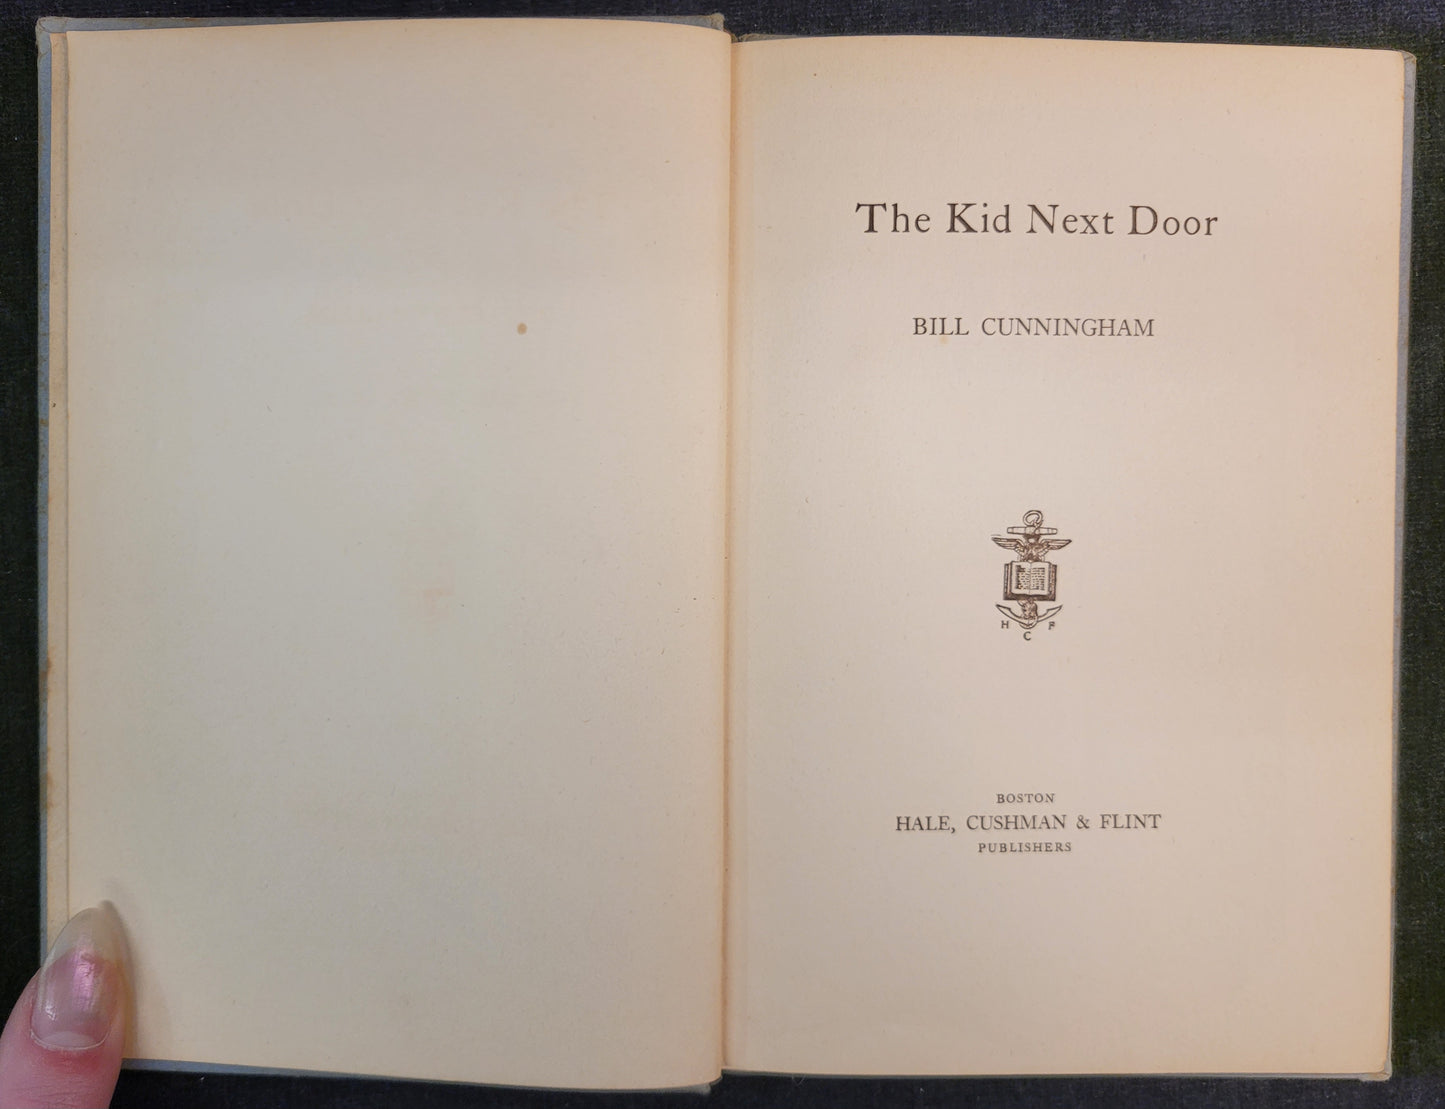 The Kid Next Door
BILL CUNNINGHAM
H C F
BOSTON
HALE, CUSHMAN & FLINT
PUBLISHERS